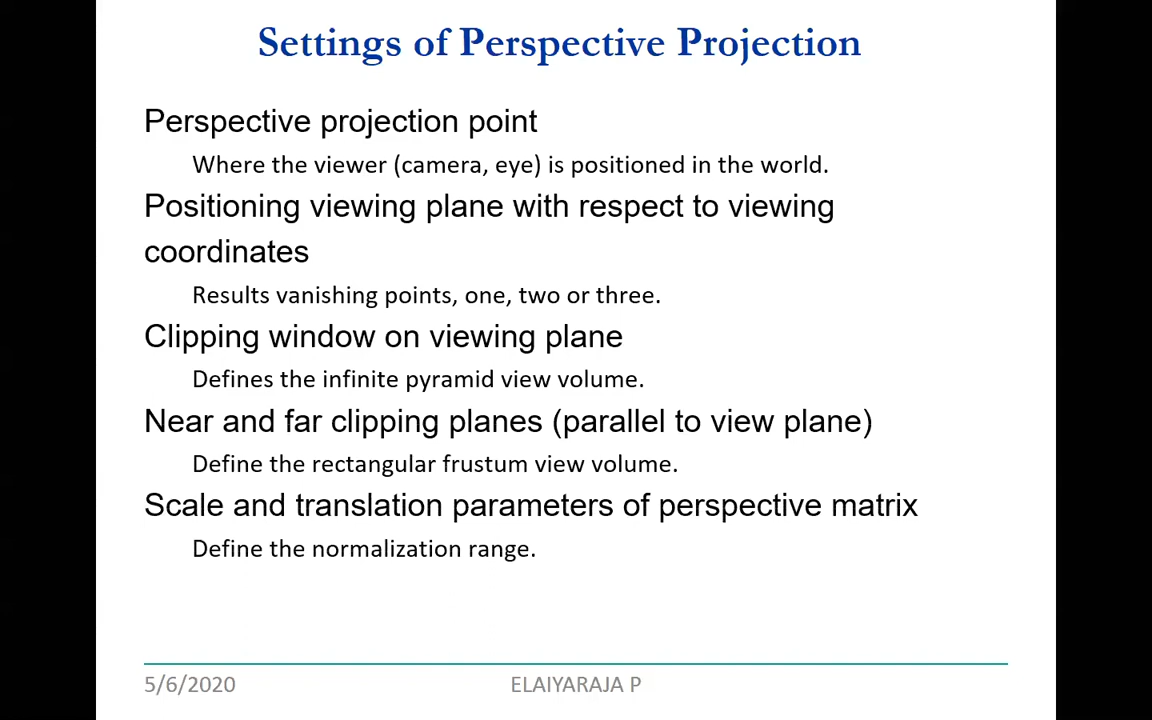 Settings of Perspective Projection
Perspective projection point
Where the viewer (camera, eye) is positioned in the world.
Positioning viewing plane with respect to viewing
coordinates
Results vanishing points, one, two or three.
Clipping window on viewing plane
Defines the infinite pyramid view volume.
Near and far clipping planes (parallel to view plane)
Define the rectangular frustum view volume.
Scale and translation parameters of perspective matrix
Define the normalization range.
5/6/2020
ELAIYARAJA P